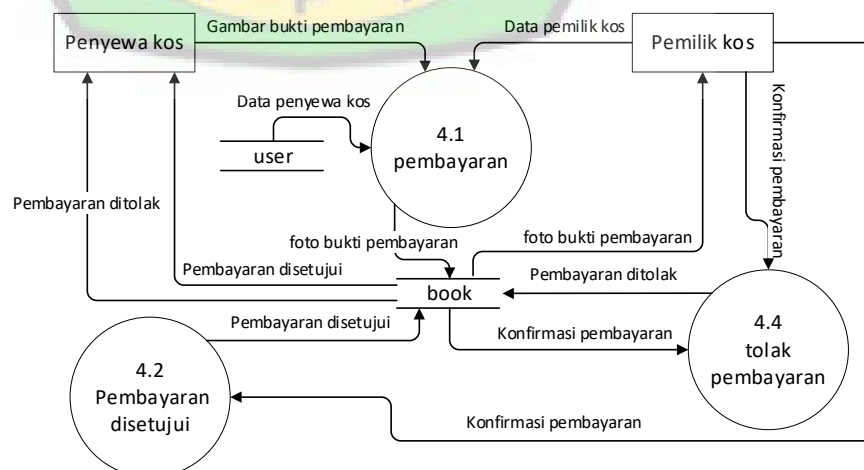 Gambar bukti pembayaran
Data pemilik kos
Penyewa kos
Pemilik kos
Data penyewa kos
4.1
pembayaran
user
Konfirmasi pembayaran
Pembayaran ditolak
foto bukti pembayaran
foto bukti pembayaran
Pembayaran disetujui
Pembayaran ditolak
book
Pembayaran disetujui
Konfirmasi pembayaran
4.4
tolak
pembayaran
4.2
Pembayaran
disetujui
Konfirmasi pembayaran